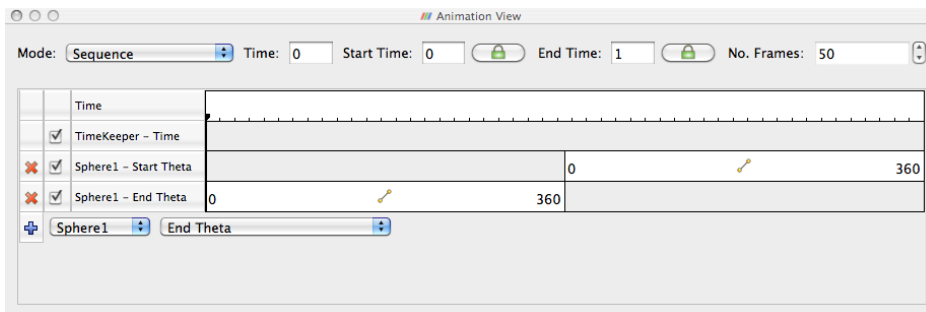 Animation View
Mode: Sequence Time: 0 Start Time: 0 End Time: 1 No. Frames: 50
Time
TimeKeeper - Time
Sphere1 - Start Theta 0 360
Sphere1 - End Theta 0 360
Sphere1 End Theta